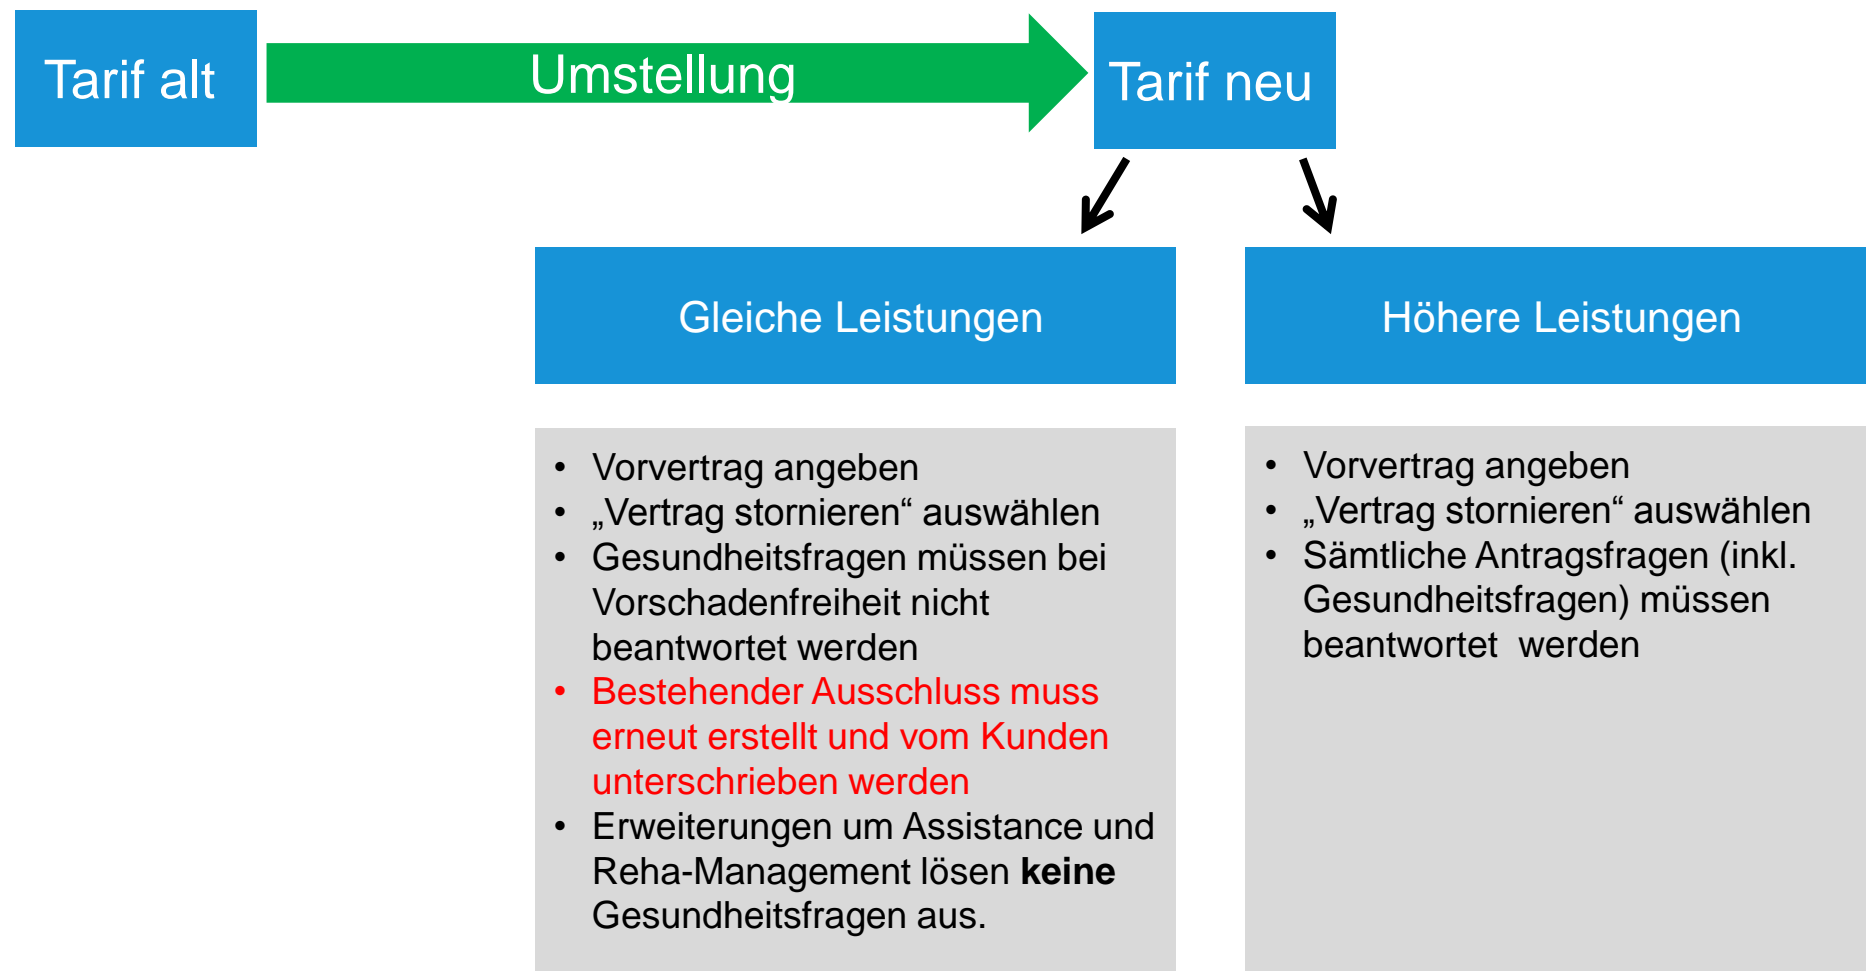 Tarif alt
Umstellung
Tarif neu
Gleiche Leistungen
• Vorvertrag angeben
• „Vertrag stornieren“ auswählen
• Gesundheitsfragen müssen bei
Vorschadenfreiheit nicht
beantwortet werden
• Bestehender Ausschluss muss
erneut erstellt und vom Kunden
unterschrieben werden
• Erweiterungen um Assistance und
Reha-Management lösen keine
Gesundheitsfragen aus.
Höhere Leistungen
• Vorvertrag angeben
• „Vertrag stornieren“ auswählen
• Sämtliche Antragsfragen (inkl.
Gesundheitsfragen) müssen
beantwortet  werden